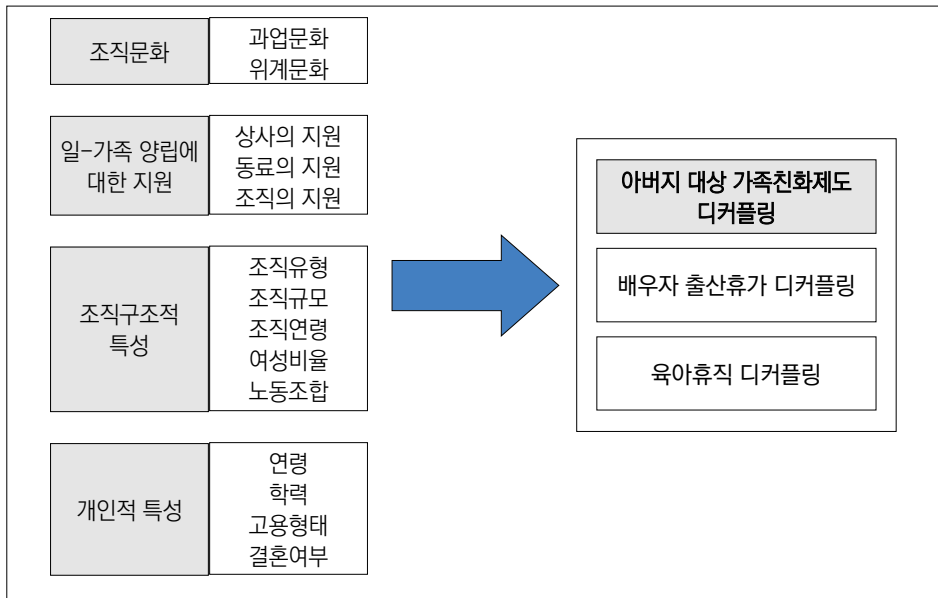 조직문화
과업문화
위계문화
일-가족 양립에
대한 지원
상사의 지원
동료의 지원
조직의 지원
조직구조적
특성
조직유형
조직규모
조직연령
여성비율
노동조합
개인적 특성
연령
학력
고용형태
결혼여부
아버지 대상 가족친화제도
디커플링
배우자 출산휴가 디커플링
육아휴직 디커플링